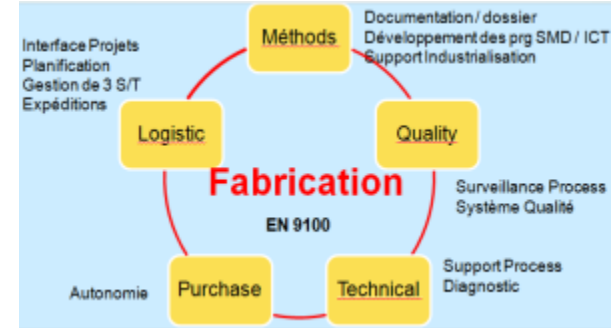 Méthods
Documentation / dossier
Développement des prg SMD / ICT
Support Industrialisation
Interface Projets
Planification
Gestion de 3 S/T
Expéditions
Logistic
Quality
Fabrication
EN 9100
Surveillance Process
Système Qualité
Autonomie
Purchase
Technical
Support Process
Diagnostic